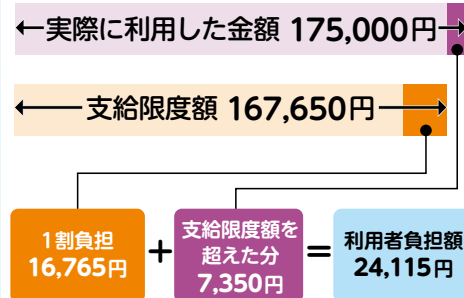 実際に利用した金額 175,000円
支給限度額 167,650円
1割負担
16,765円
+
支給限度額を
超えた分
7,350円
=
利用者負担額
24,115円